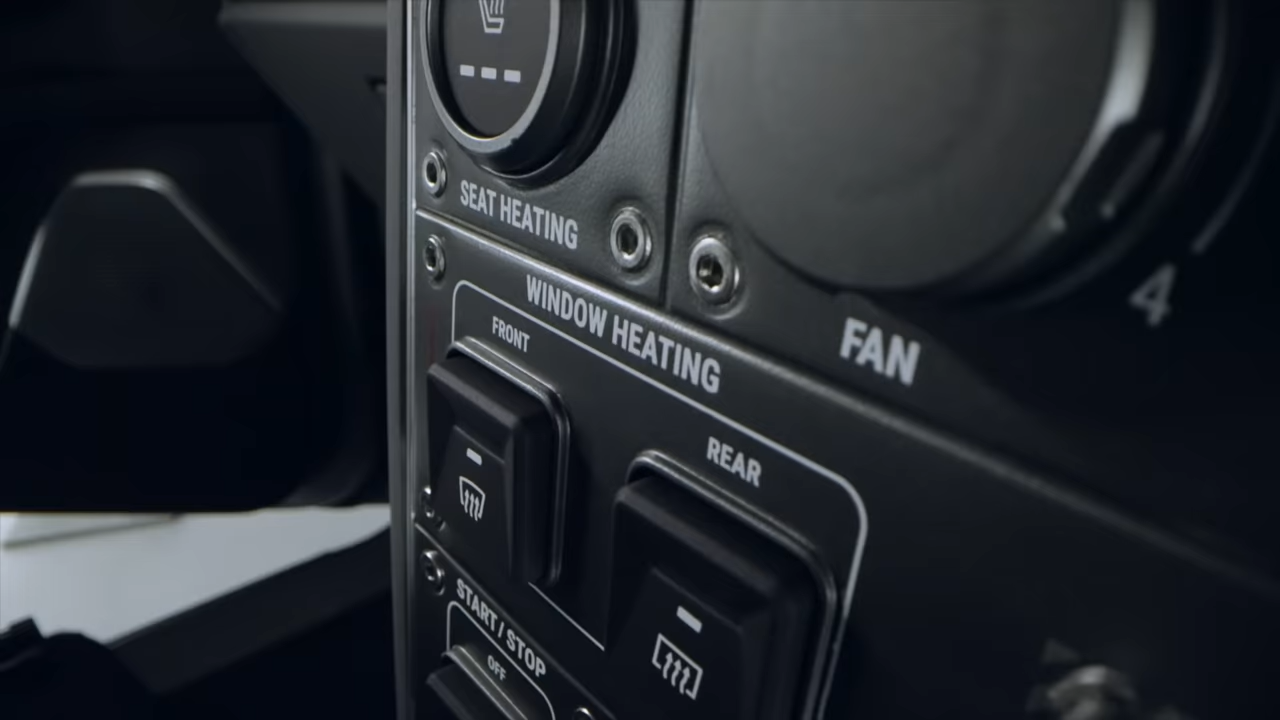 SEAT HEATING
WINDOW HEATING
FRONT
REAR
FAN
4
START / STOP
OFF